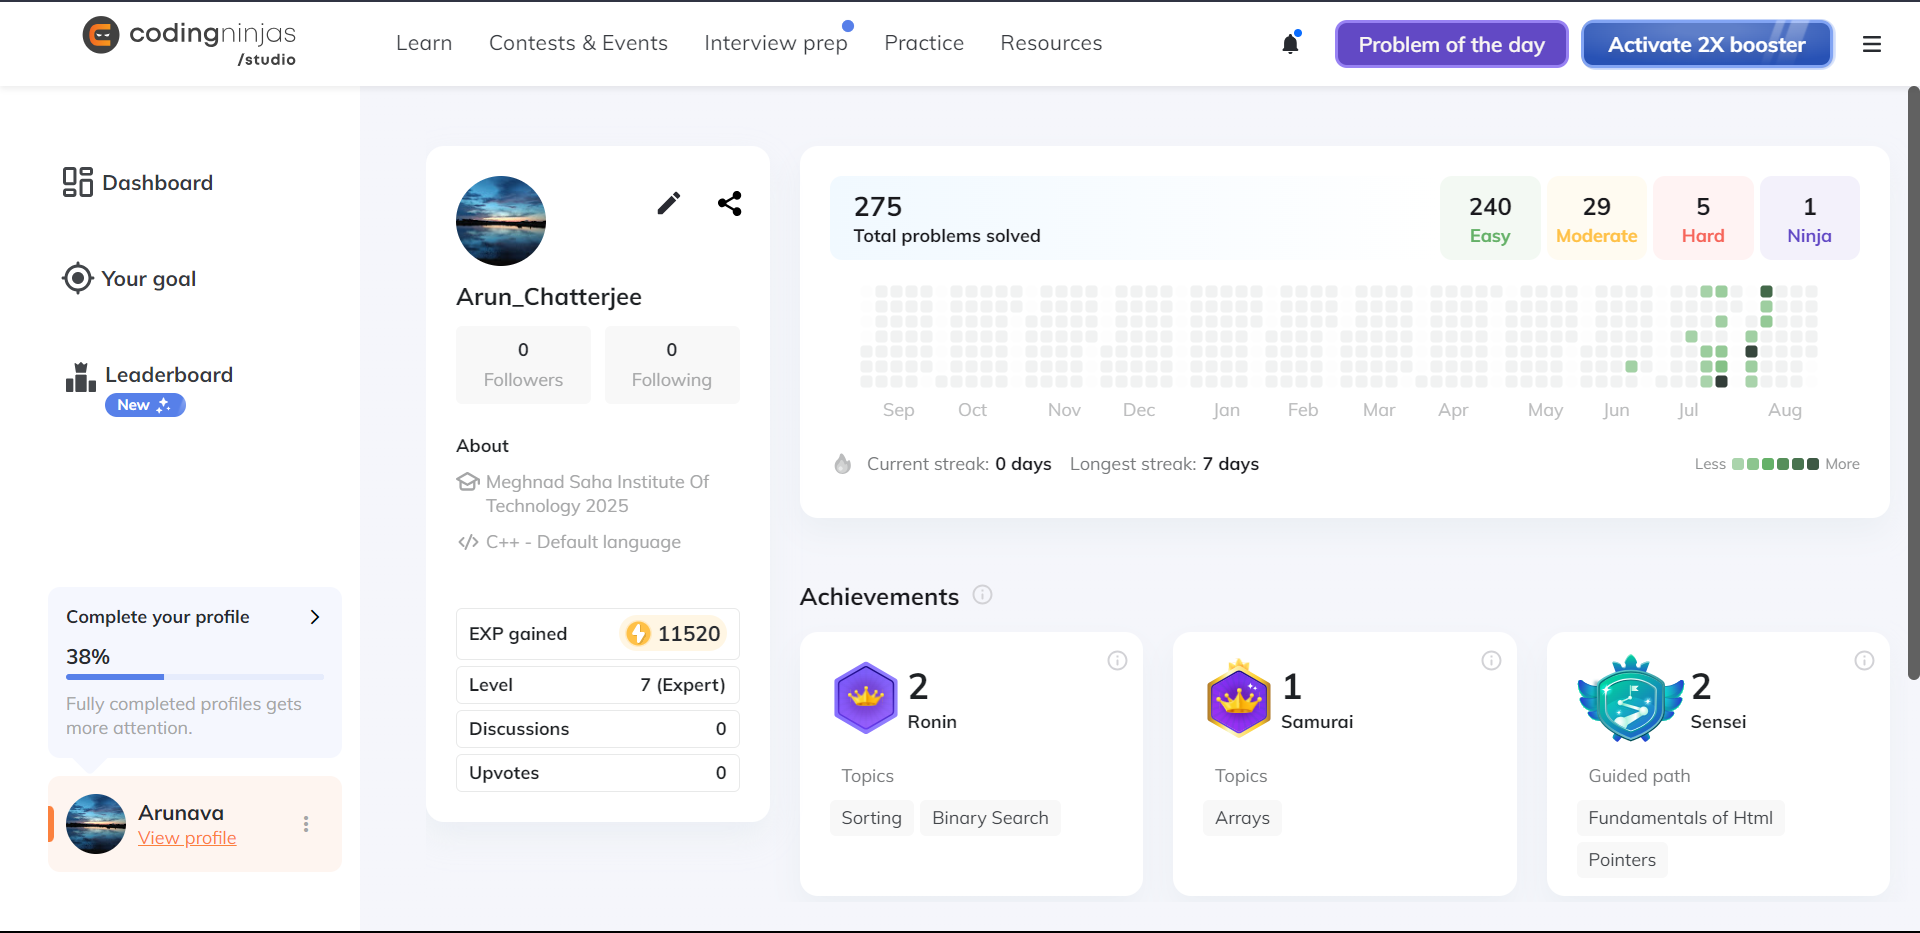 codingninjas
/studio
Learn
Contests & Events
Interview prep
Practice
Resources
Problem of the day
Activate 2X booster
Dashboard
Your goal
Leaderboard
New
Complete your profile
38%
Fully completed profiles gets
more attention.
Arunava
View profile
Arun_Chatterjee
0
Followers
0
Following
About
Meghnad Saha Institute Of
Technology 2025
C++ - Default language
EXP gained 11520
Level 7 (Expert)
Discussions 0
Upvotes 0
275
Total problems solved
240
Easy
29
Moderate
5
Hard
1
Ninja
Sep Oct Nov Dec Jan Feb Mar Apr May Jun Jul Aug
Current streak: 0 days Longest streak: 7 days
Less More
Achievements
2
Ronin
Topics
Sorting Binary Search
1
Samurai
Topics
Arrays
2
Sensei
Guided path
Fundamentals of Html
Pointers